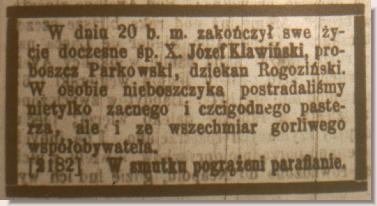 W dniu 20 b. m. zakończył swe ży-
cie doczesne śp. X. Józef Klawiński, pro-
boszcz Parkowski, dziekan Rogoziński.
W osobie nieboszczyka postradaliśmy
nietylko zacnego i czcigodnego paste-
rza, ale i ze wszechmiar gorliwego
współobywatela.
[2182] W smutku pogrążeni parafianie.